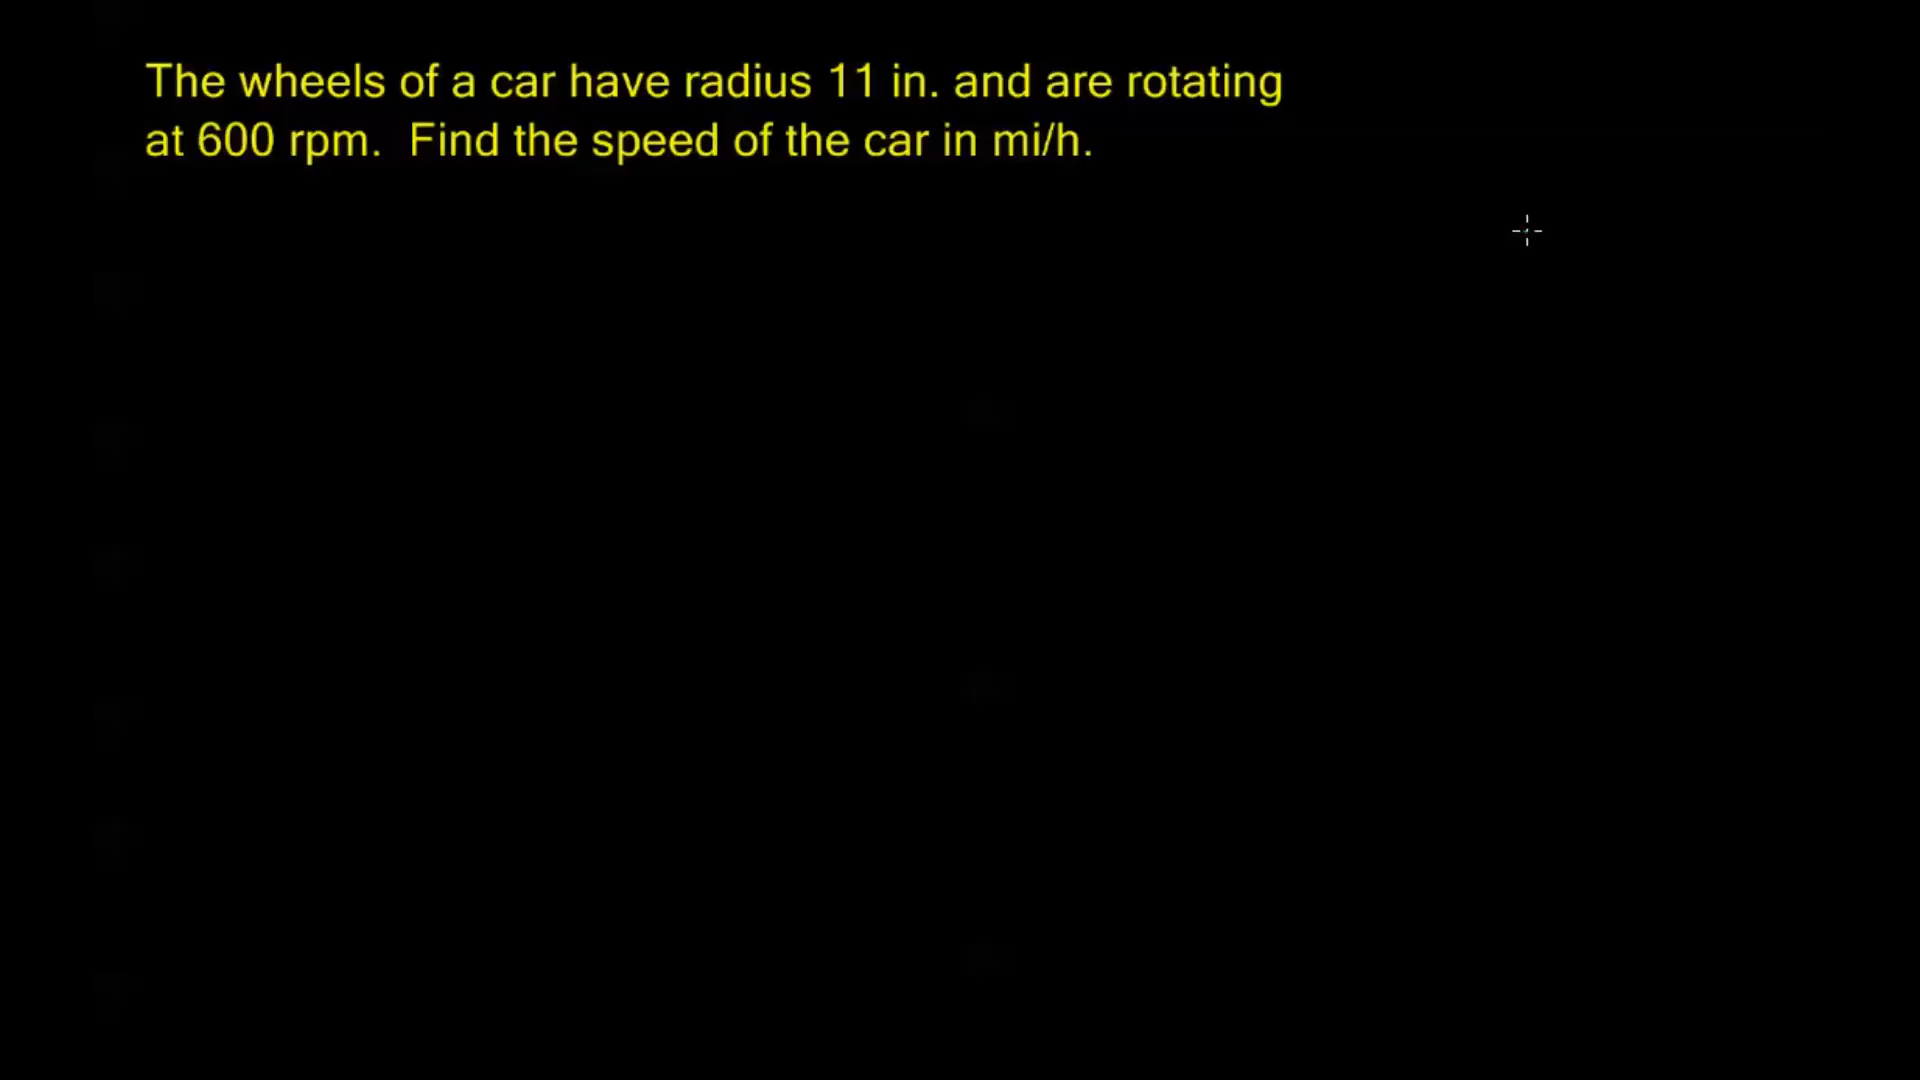 The wheels of a car have radius 11 in. and are rotating
at 600 rpm.  Find the speed of the car in mi/h.